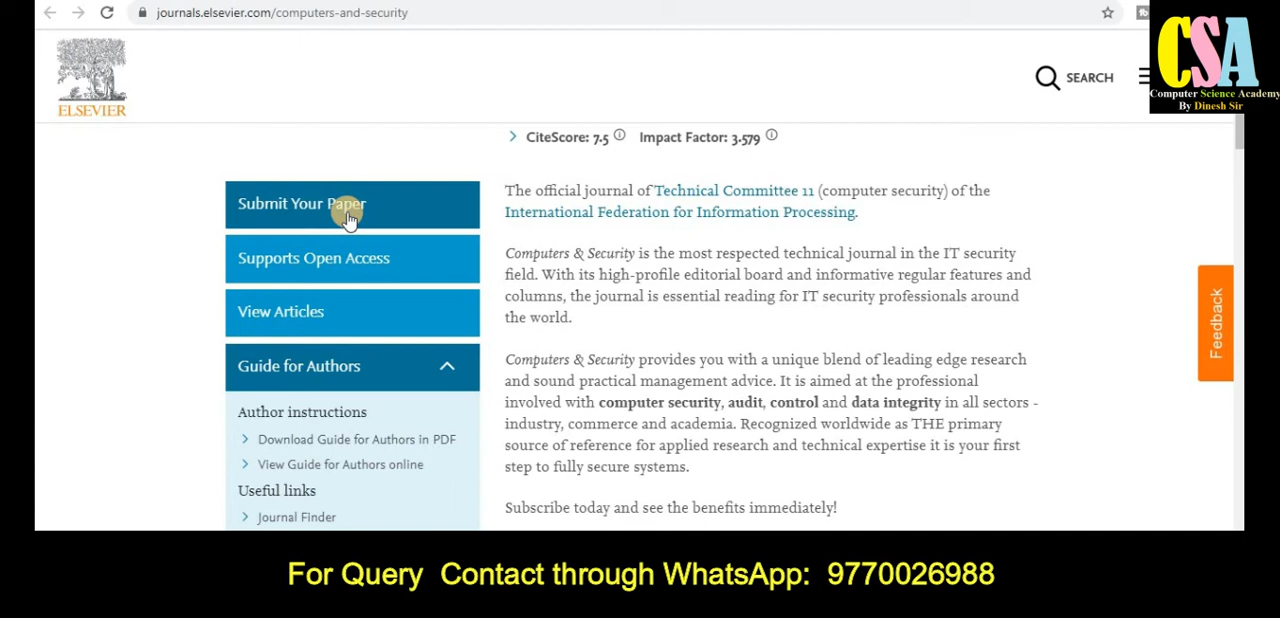 journals.elsevier.com/computers-and-security
CSA
Computer Science Academy
By Dinesh Sir
ELSEVIER
SEARCH
CiteScore: 7.5 Impact Factor: 3.579
Submit Your Paper
Supports Open Access
View Articles
Guide for Authors
Author instructions
Download Guide for Authors in PDF
View Guide for Authors online
Useful links
Journal Finder
The official journal of Technical Committee 11 (computer security) of the
International Federation for Information Processing.
Computers & Security is the most respected technical journal in the IT security
field. With its high-profile editorial board and informative regular features and
columns, the journal is essential reading for IT security professionals around
the world.
Computers & Security provides you with a unique blend of leading edge research
and sound practical management advice. It is aimed at the professional
involved with computer security, audit, control and data integrity in all sectors -
industry, commerce and academia. Recognized worldwide as THE primary
source of reference for applied research and technical expertise it is your first
step to fully secure systems.
Subscribe today and see the benefits immediately!
Feedback
For Query Contact through WhatsApp: 9770026988